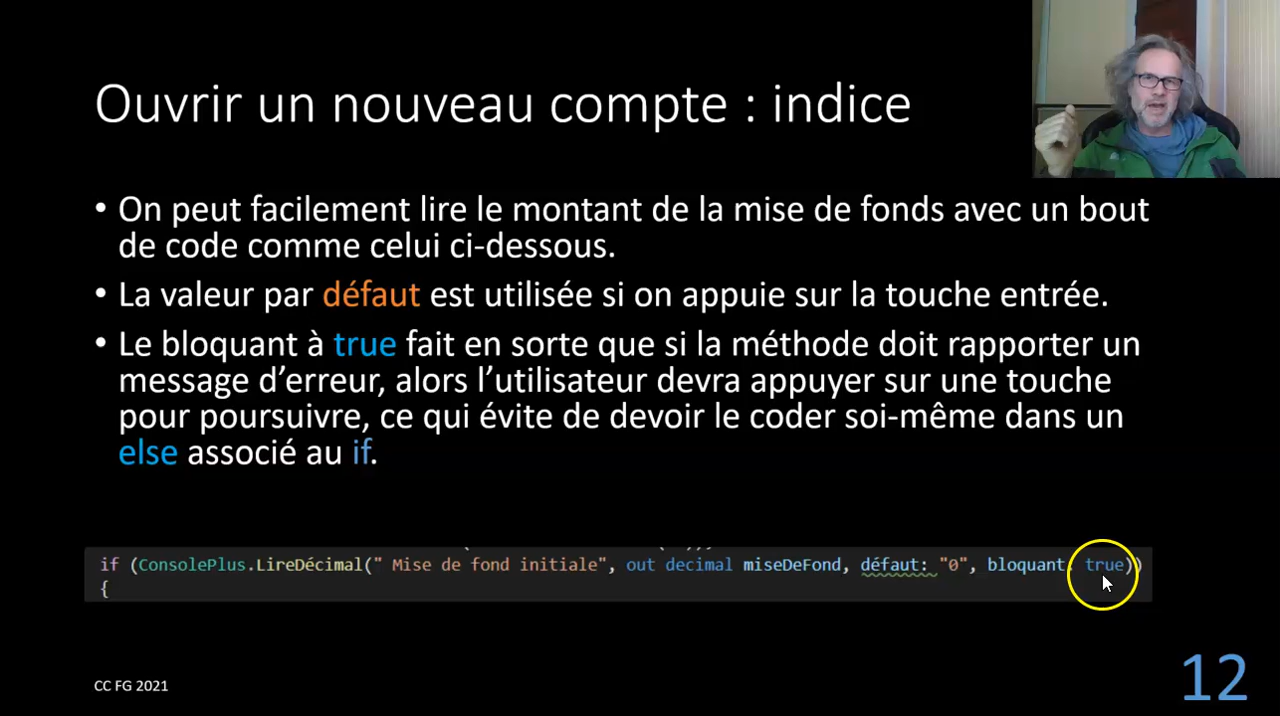 Ouvrir un nouveau compte : indice
• On peut facilement lire le montant de la mise de fonds avec un bout
de code comme celui ci-dessous.
• La valeur par défaut est utilisée si on appuie sur la touche entrée.
• Le bloquant à true fait en sorte que si la méthode doit rapporter un
message d’erreur, alors l’utilisateur devra appuyer sur une touche
pour poursuivre, ce qui évite de devoir le coder soi-même dans un
else associé au if.
if (ConsolePlus.LireDécimal(" Mise de fond initiale", out decimal miseDeFond, défaut: "0", bloquant: true))
{
CC FG 2021
12